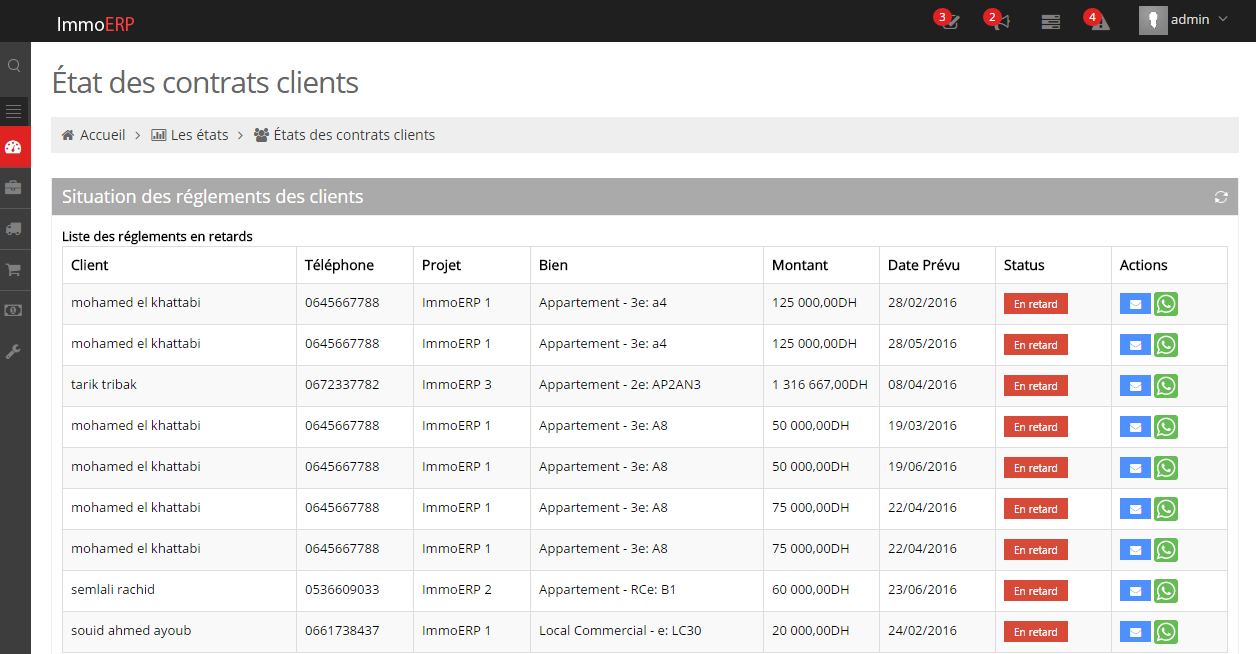 ImmoERP 3 2 4 admin
État des contrats clients
Accueil > Les états > États des contrats clients
Situation des réglements des clients
Liste des réglements en retards
Client Téléphone Projet Bien Montant Date Prévu Status Actions
mohamed el khattabi 0645667788 ImmoERP 1 Appartement - 3e: a4 125 000,00DH 28/02/2016 En retard
mohamed el khattabi 0645667788 ImmoERP 1 Appartement - 3e: a4 125 000,00DH 28/05/2016 En retard
tarik tribak 0672337782 ImmoERP 3 Appartement - 2e: AP2AN3 1 316 667,00DH 08/04/2016 En retard
mohamed el khattabi 0645667788 ImmoERP 1 Appartement - 3e: A8 50 000,00DH 19/03/2016 En retard
mohamed el khattabi 0645667788 ImmoERP 1 Appartement - 3e: A8 50 000,00DH 19/06/2016 En retard
mohamed el khattabi 0645667788 ImmoERP 1 Appartement - 3e: A8 75 000,00DH 22/04/2016 En retard
mohamed el khattabi 0645667788 ImmoERP 1 Appartement - 3e: A8 75 000,00DH 22/04/2016 En retard
semlali rachid 0536609033 ImmoERP 2 Appartement - RCe: B1 60 000,00DH 23/06/2016 En retard
souid ahmed ayoub 0661738437 ImmoERP 1 Local Commercial - e: LC30 20 000,00DH 24/02/2016 En retard